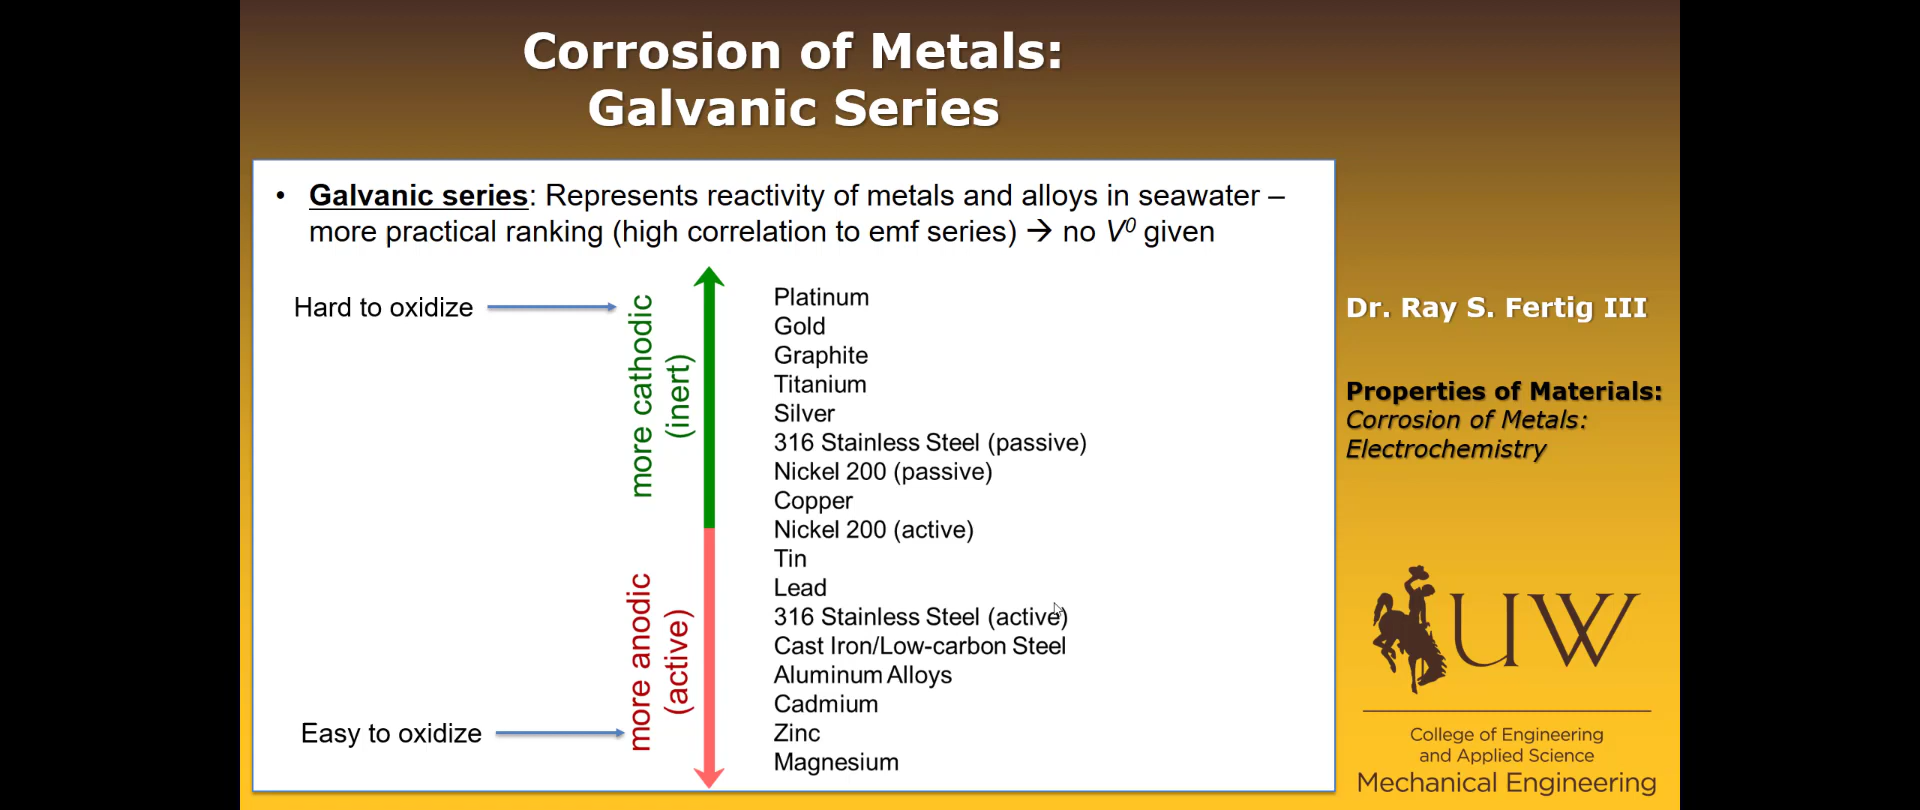 Corrosion of Metals:
Galvanic Series
• Galvanic series: Represents reactivity of metals and alloys in seawater –
more practical ranking (high correlation to emf series) → no V⁰ given
Hard to oxidize
more cathodic
(inert)
Platinum
Gold
Graphite
Titanium
Silver
316 Stainless Steel (passive)
Nickel 200 (passive)
Copper
Nickel 200 (active)
Tin
Lead
316 Stainless Steel (active)
Cast Iron/Low-carbon Steel
Aluminum Alloys
Cadmium
Zinc
Magnesium
more anodic
(active)
Easy to oxidize
Dr. Ray S. Fertig III
Properties of Materials:
Corrosion of Metals:
Electrochemistry
UW
College of Engineering
and Applied Science
Mechanical Engineering